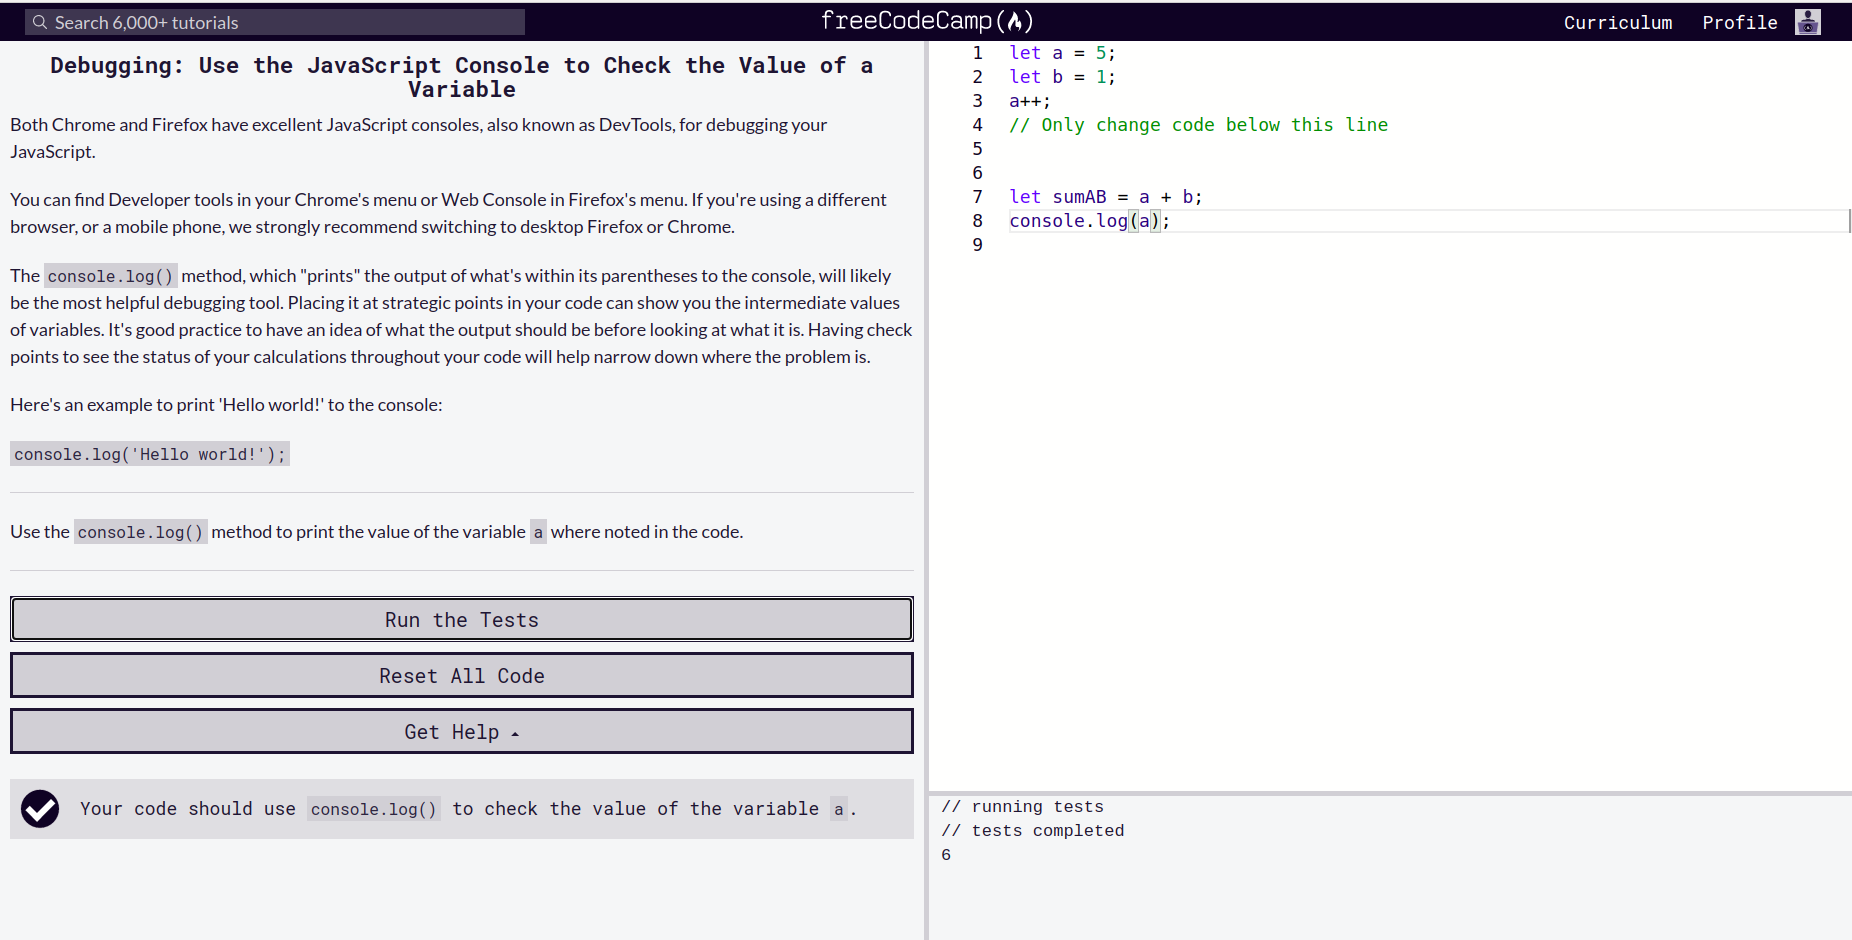 Search 6,000+ tutorials
freeCodeCamp
Curriculum
Profile
Debugging: Use the JavaScript Console to Check the Value of a
Variable
Both Chrome and Firefox have excellent JavaScript consoles, also known as DevTools, for debugging your
JavaScript.
You can find Developer tools in your Chrome's menu or Web Console in Firefox's menu. If you're using a different
browser, or a mobile phone, we strongly recommend switching to desktop Firefox or Chrome.
The console.log() method, which "prints" the output of what's within its parentheses to the console, will likely
be the most helpful debugging tool. Placing it at strategic points in your code can show you the intermediate values
of variables. It's good practice to have an idea of what the output should be before looking at what it is. Having check
points to see the status of your calculations throughout your code will help narrow down where the problem is.
Here's an example to print 'Hello world!' to the console:
console.log('Hello world!');
Use the console.log() method to print the value of the variable a where noted in the code.
Run the Tests
Reset All Code
Get Help
Your code should use console.log() to check the value of the variable a.
1 let a = 5;
2 let b = 1;
3 a++;
4 // Only change code below this line
5
6
7 let sumAB = a + b;
8 console.log(a);
9
// running tests
// tests completed
6